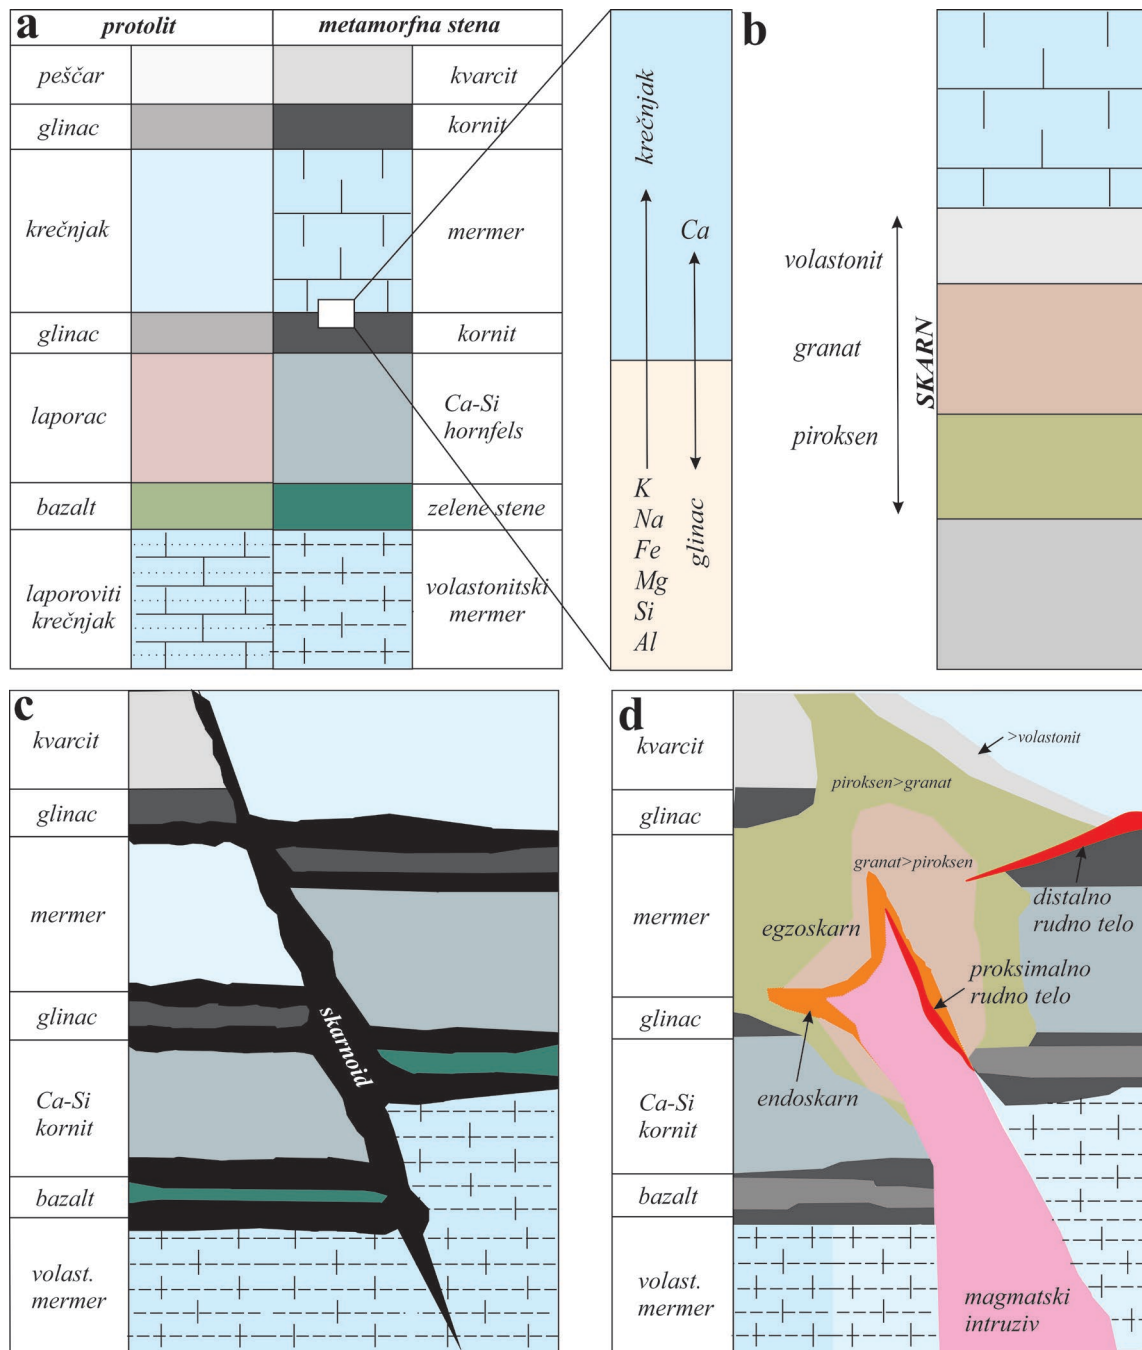 a
protolit
metamorfna stena
peščar
kvarcit
glinac
kornit
krečnjak
mermer
glinac
kornit
laporac
Ca-Si
hornfels
bazalt
zelene stene
laporoviti
krečnjak
volastonitski
mermer
krečnjak
Ca
K
Na
Fe
Mg
Si
Al
glinac
b
volastonit
granat
piroksen
SKARN
c
kvarcit
glinac
mermer
glinac
Ca-Si
kornit
bazalt
volast.
mermer
skarnoid
d
kvarcit
glinac
mermer
glinac
Ca-Si
kornit
bazalt
volast.
mermer
>volastonit
piroksen>granat
granat>piroksen
distalno
rudno telo
egzoskarn
proksimalno
rudno telo
endoskarn
magmatski
intruziv